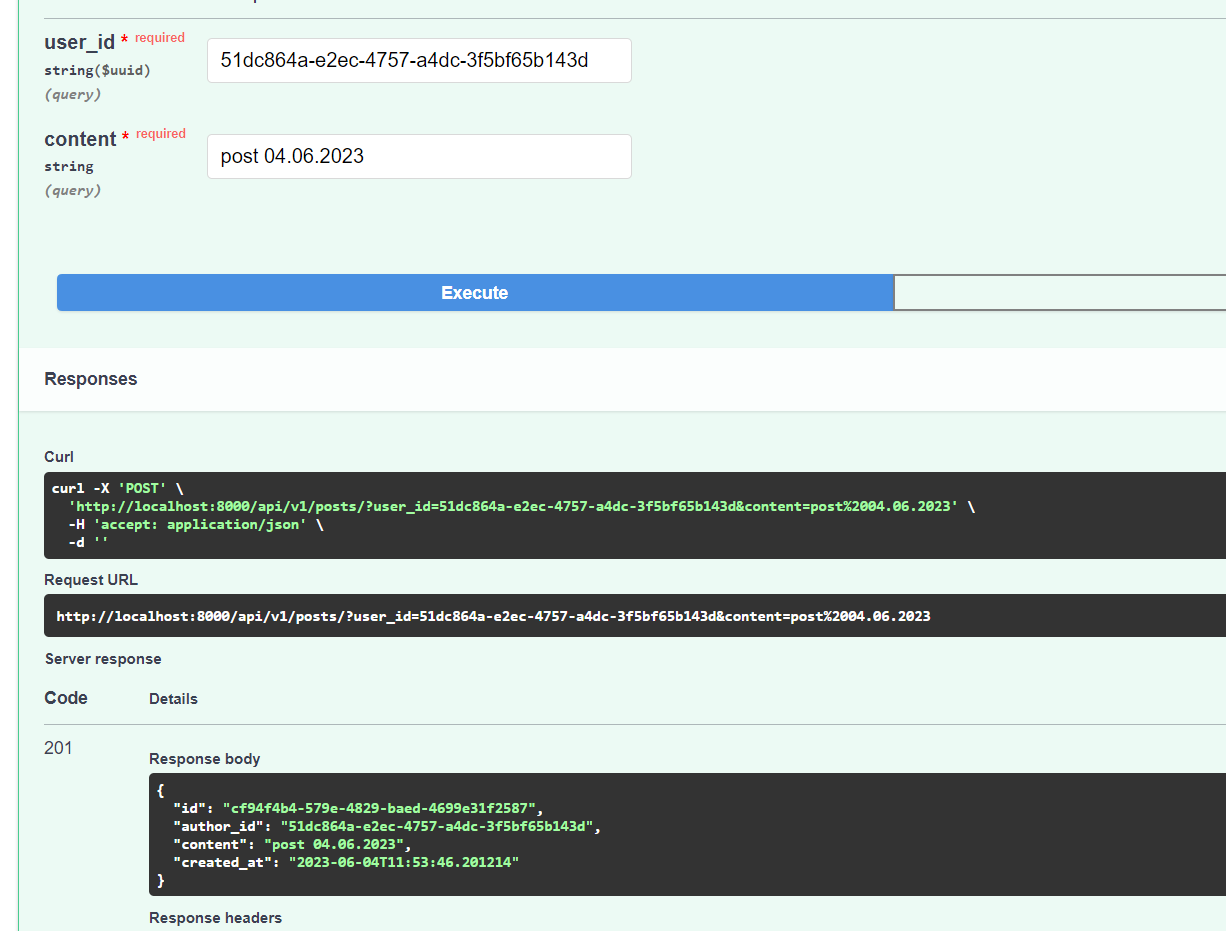 user_id * required
51dc864a-e2ec-4757-a4dc-3f5bf65b143d
string($uuid)
(query)
content * required
post 04.06.2023
string
(query)
Execute
Responses
Curl
curl -X 'POST' \
'http://localhost:8000/api/v1/posts/?user_id=51dc864a-e2ec-4757-a4dc-3f5bf65b143d&content=post%2004.06.2023' \
-H 'accept: application/json' \
-d ''
Request URL
http://localhost:8000/api/v1/posts/?user_id=51dc864a-e2ec-4757-a4dc-3f5bf65b143d&content=post%2004.06.2023
Server response
Code Details
201
Response body
{
"id": "cf94f4b4-579e-4829-baed-4699e31f2587",
"author_id": "51dc864a-e2ec-4757-a4dc-3f5bf65b143d",
"content": "post 04.06.2023",
"created_at": "2023-06-04T11:53:46.201214"
}
Response headers